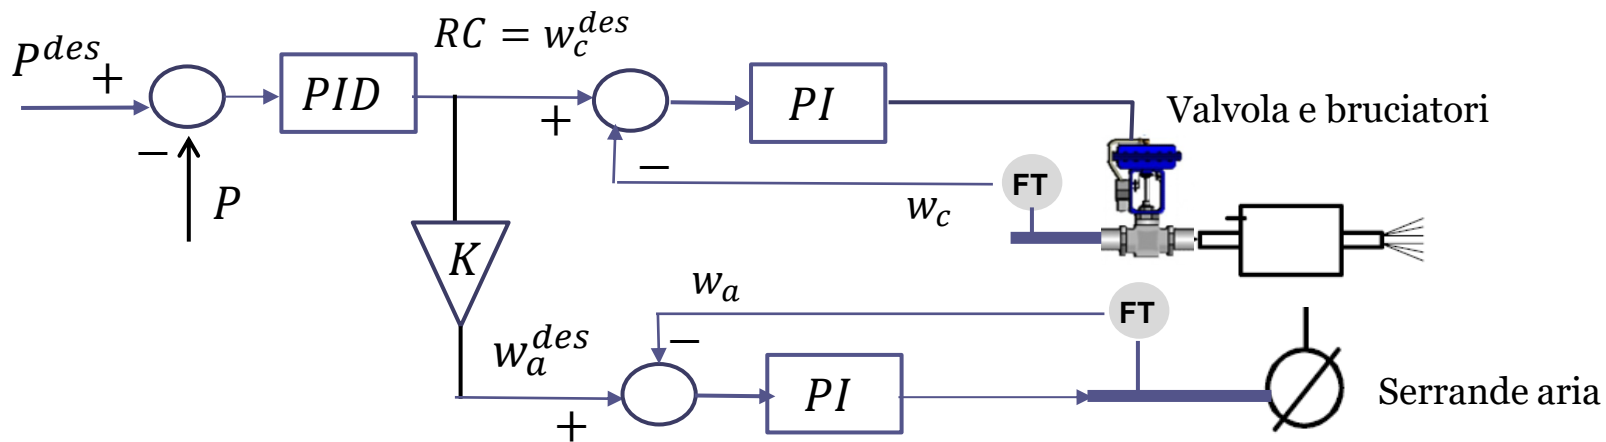 P^{des}
+
−
P
PID
RC = w_c^{des}
+
−
PI
Valvola e bruciatori
FT
w_c
K
w_a
FT
w_a^{des}
−
+
PI
Serrande aria